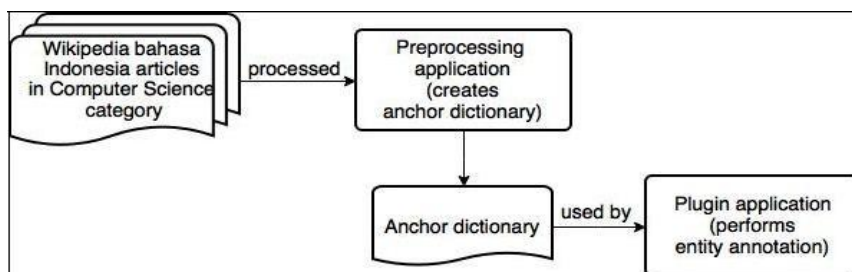 Wikipedia bahasa
Indonesia articles
in Computer Science
category
processed
Preprocessing
application
(creates
anchor dictionary)
Anchor dictionary
used by
Plugin application
(performs
entity annotation)